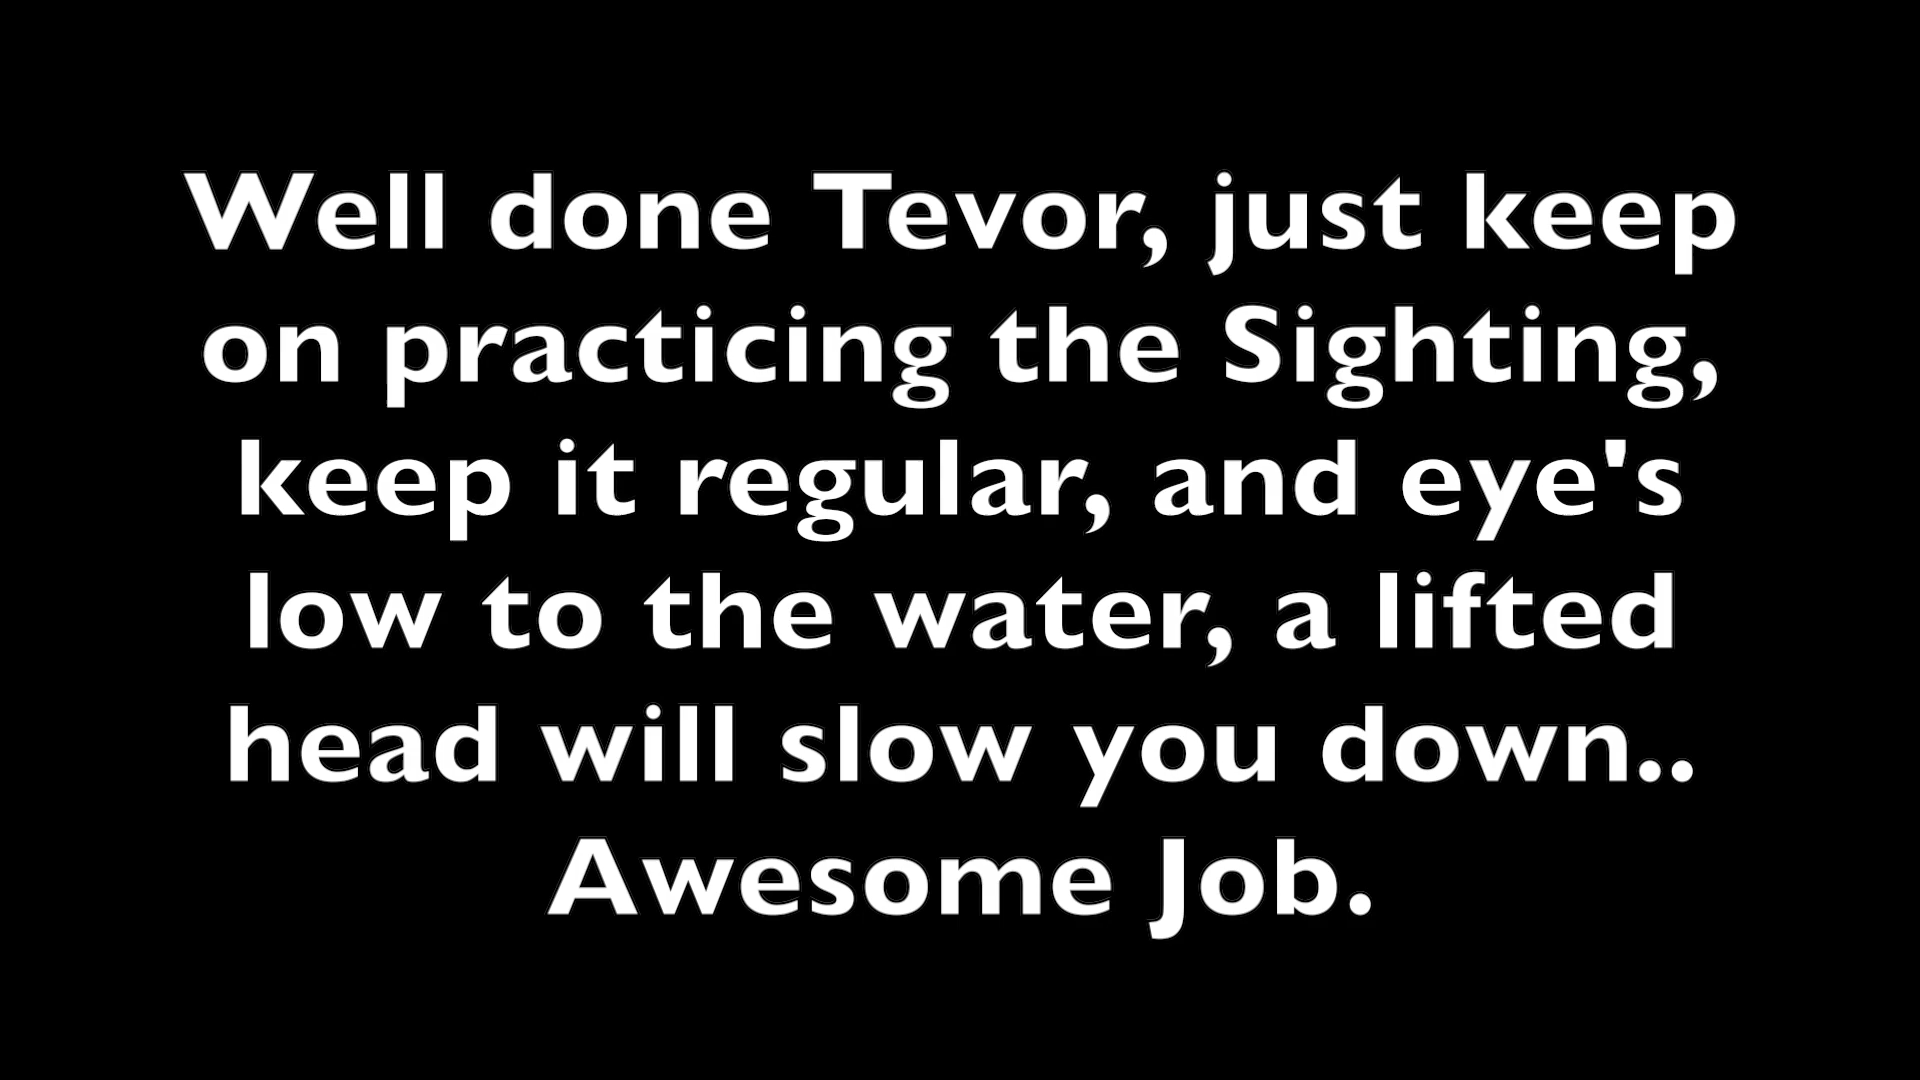 Well done Tevor, just keep
on practicing the Sighting,
keep it regular, and eye's
low to the water, a lifted
head will slow you down..
Awesome Job.